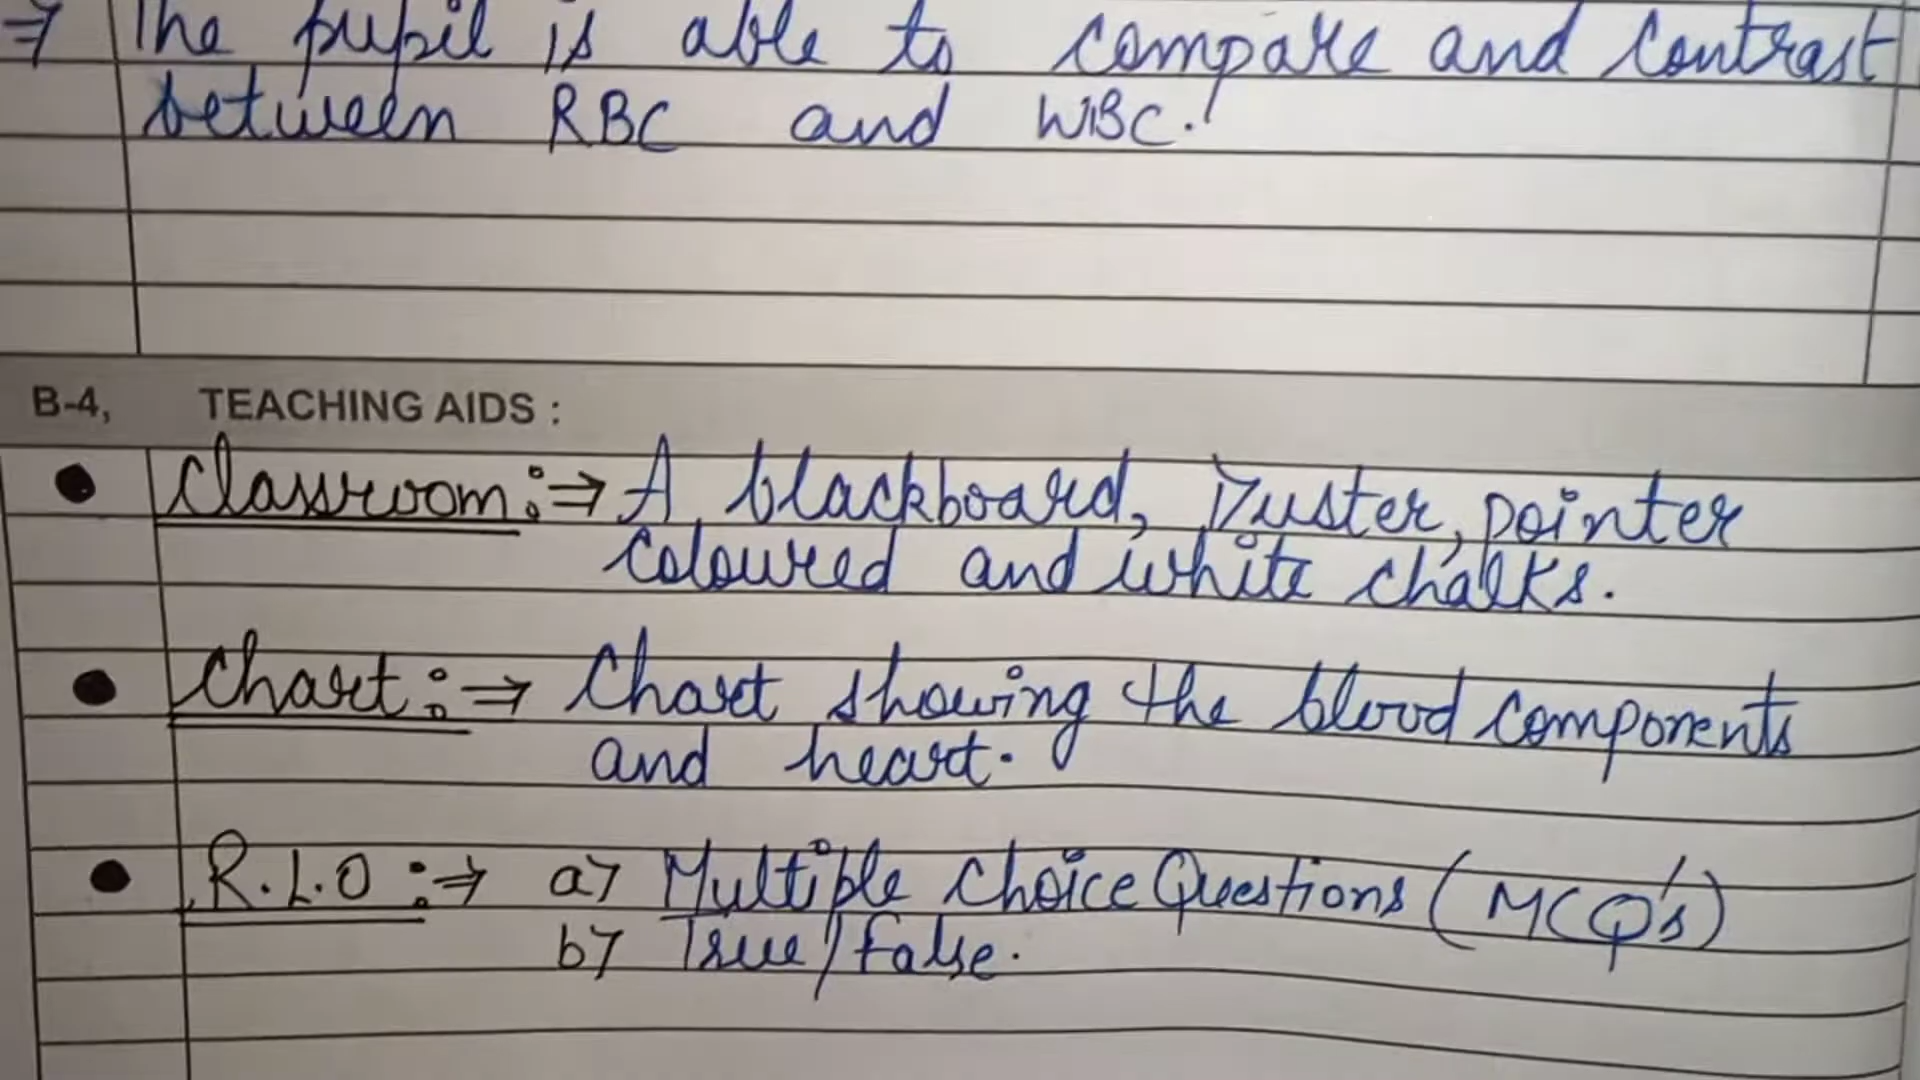 ⇒ The pupil is able to compare and contrast
between RBC and WBC.
B-4, TEACHING AIDS :
• Classroom :⇒ A blackboard, Duster, pointer
coloured and white chalks.
• Chart :⇒ Chart showing the blood components
and heart.
• R.L.O :⇒ a> Multiple Choice Questions (MCQ's)
b> True/False.